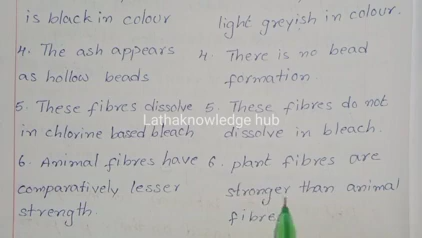 is black in colour
light greyish in colour.
4. The ash appears
as hollow beads
4 There is no bead
formation.
5. These fibres dissolve
in chlorine based bleach
5. These fibres do not
dissolve in bleach.
Lathaknowledge hub
6. Animal fibres have
comparatively lesser
strength.
6. plant fibres are
stronger than animal
fibre